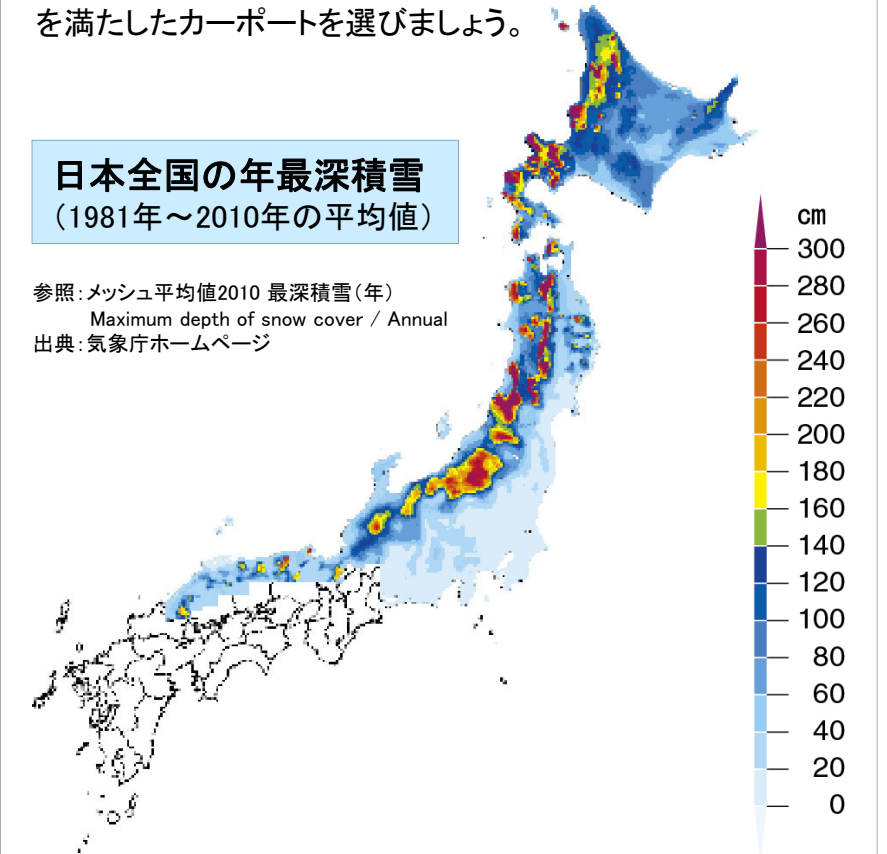 を満たしたカーポートを選びましょう。
日本全国の年最深積雪
（1981年～2010年の平均値）
参照：メッシュ平均値2010 最深積雪（年）
Maximum depth of snow cover / Annual
出典：気象庁ホームページ
cm
300
280
260
240
220
200
180
160
140
120
100
80
60
40
20
0